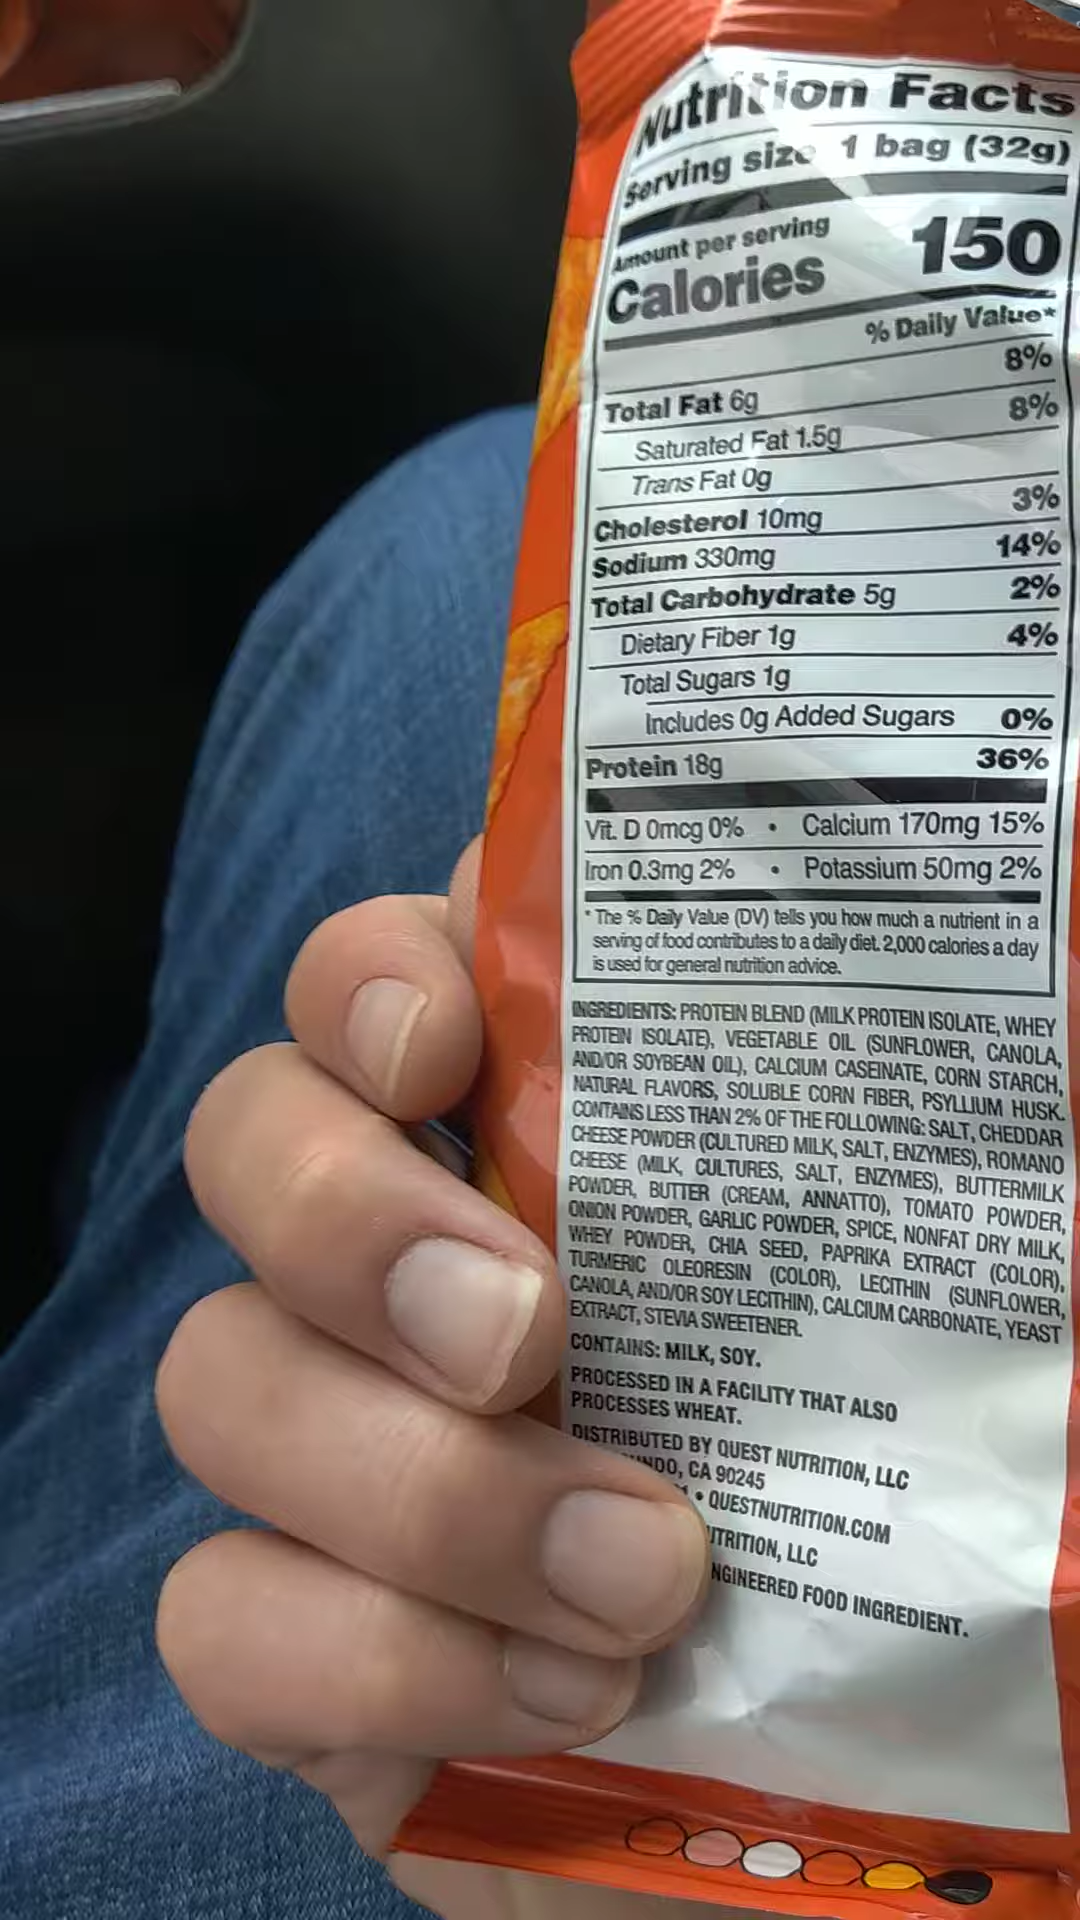 Nutrition Facts
Serving size 1 bag (32g)
Amount per serving
Calories 150
% Daily Value*
Total Fat 6g 8%
Saturated Fat 1.5g 8%
Trans Fat 0g
Cholesterol 10mg 3%
Sodium 330mg 14%
Total Carbohydrate 5g 2%
Dietary Fiber 1g 4%
Total Sugars 1g
Includes 0g Added Sugars 0%
Protein 18g 36%
Vit. D 0mcg 0% • Calcium 170mg 15%
Iron 0.3mg 2% • Potassium 50mg 2%
* The % Daily Value (DV) tells you how much a nutrient in a
serving of food contributes to a daily diet. 2,000 calories a day
is used for general nutrition advice.
INGREDIENTS: PROTEIN BLEND (MILK PROTEIN ISOLATE, WHEY
PROTEIN ISOLATE), VEGETABLE OIL (SUNFLOWER, CANOLA,
AND/OR SOYBEAN OIL), CALCIUM CASEINATE, CORN STARCH,
NATURAL FLAVORS, SOLUBLE CORN FIBER, PSYLLIUM HUSK.
CONTAINS LESS THAN 2% OF THE FOLLOWING: SALT, CHEDDAR
CHEESE POWDER (CULTURED MILK, SALT, ENZYMES), ROMANO
CHEESE (MILK, CULTURES, SALT, ENZYMES), BUTTERMILK
POWDER, BUTTER (CREAM, ANNATTO), TOMATO POWDER,
ONION POWDER, GARLIC POWDER, SPICE, NONFAT DRY MILK,
WHEY POWDER, CHIA SEED, PAPRIKA EXTRACT (COLOR),
TURMERIC OLEORESIN (COLOR), LECITHIN (SUNFLOWER,
CANOLA, AND/OR SOY LECITHIN), CALCIUM CARBONATE, YEAST
EXTRACT, STEVIA SWEETENER.
CONTAINS: MILK, SOY.
PROCESSED IN A FACILITY THAT ALSO
PROCESSES WHEAT.
DISTRIBUTED BY QUEST NUTRITION, LLC
CA 90245
• QUESTNUTRITION.COM
LLC
FOOD INGREDIENT.